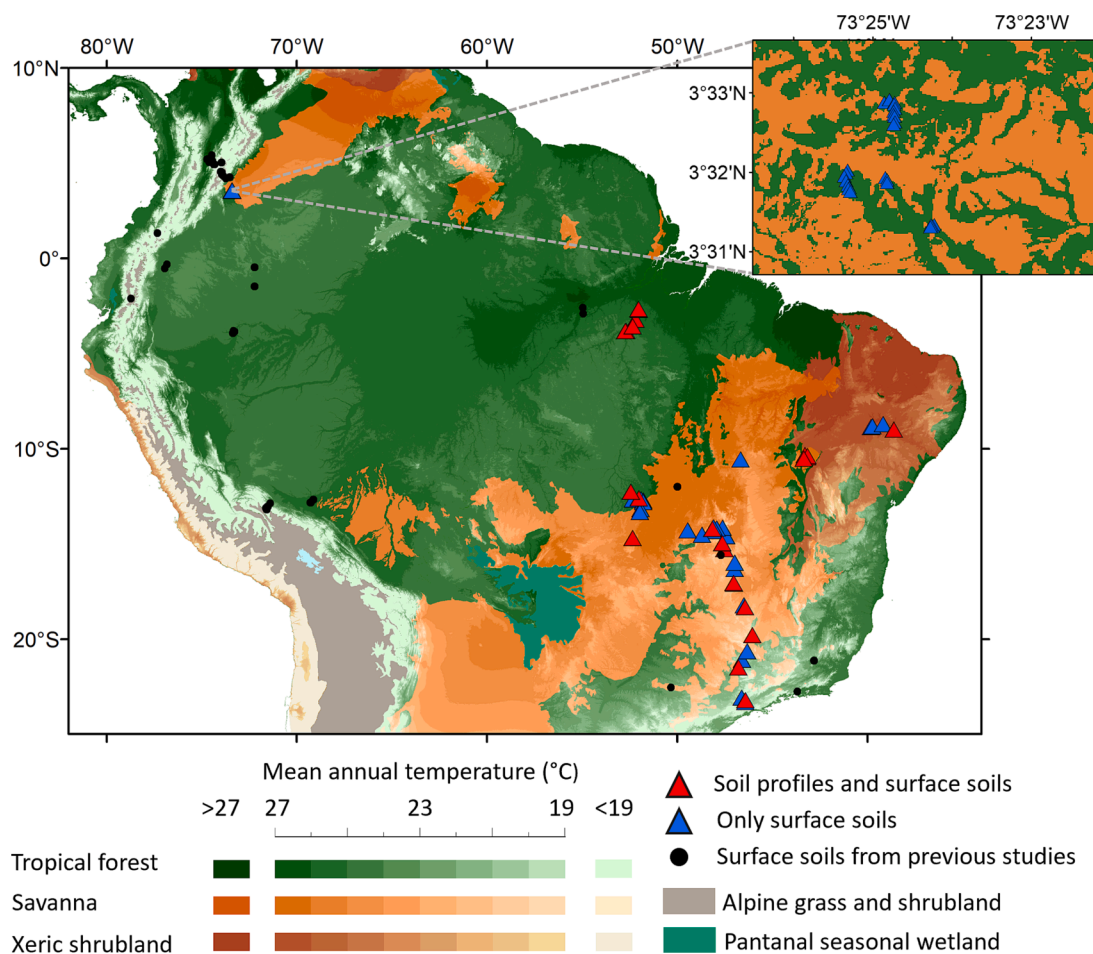 80°W 70°W 60°W 50°W 73°25'W 73°23'W
10°N
3°33'N
3°32'N
3°31'N
0°
10°S
20°S
Mean annual temperature (°C)
>27 27 23 19 <19
Tropical forest
Savanna
Xeric shrubland
Soil profiles and surface soils
Only surface soils
Surface soils from previous studies
Alpine grass and shrubland
Pantanal seasonal wetland